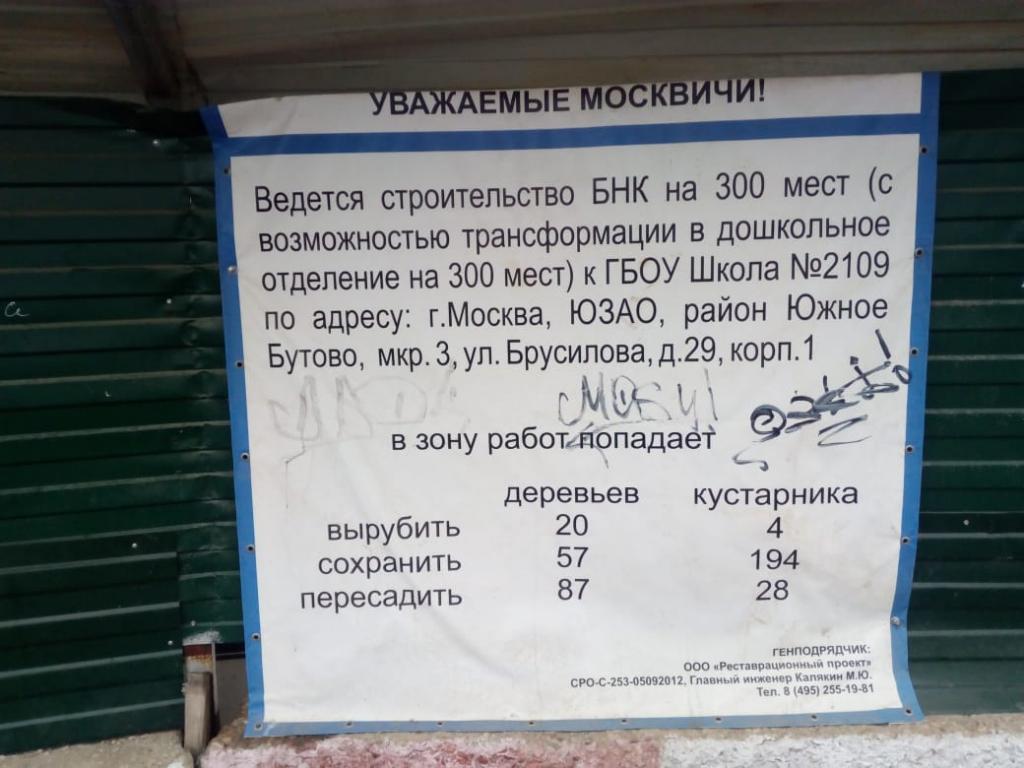 УВАЖАЕМЫЕ МОСКВИЧИ!
Ведется строительство БНК на 300 мест (с
возможностью трансформации в дошкольное
отделение на 300 мест) к ГБОУ Школа №2109
по адресу: г.Москва, ЮЗАО, район Южное
Бутово, мкр. 3, ул. Брусилова, д.29, корп.1
в зону работ попадает
деревьев кустарника
вырубить 20 4
сохранить 57 194
пересадить 87 28
ГЕНПОДРЯДЧИК:
ООО «Реставрационный проект»
СРО-С-253-05092012, Главный инженер Калякин М.Ю.
Тел. 8 (495) 255-19-81